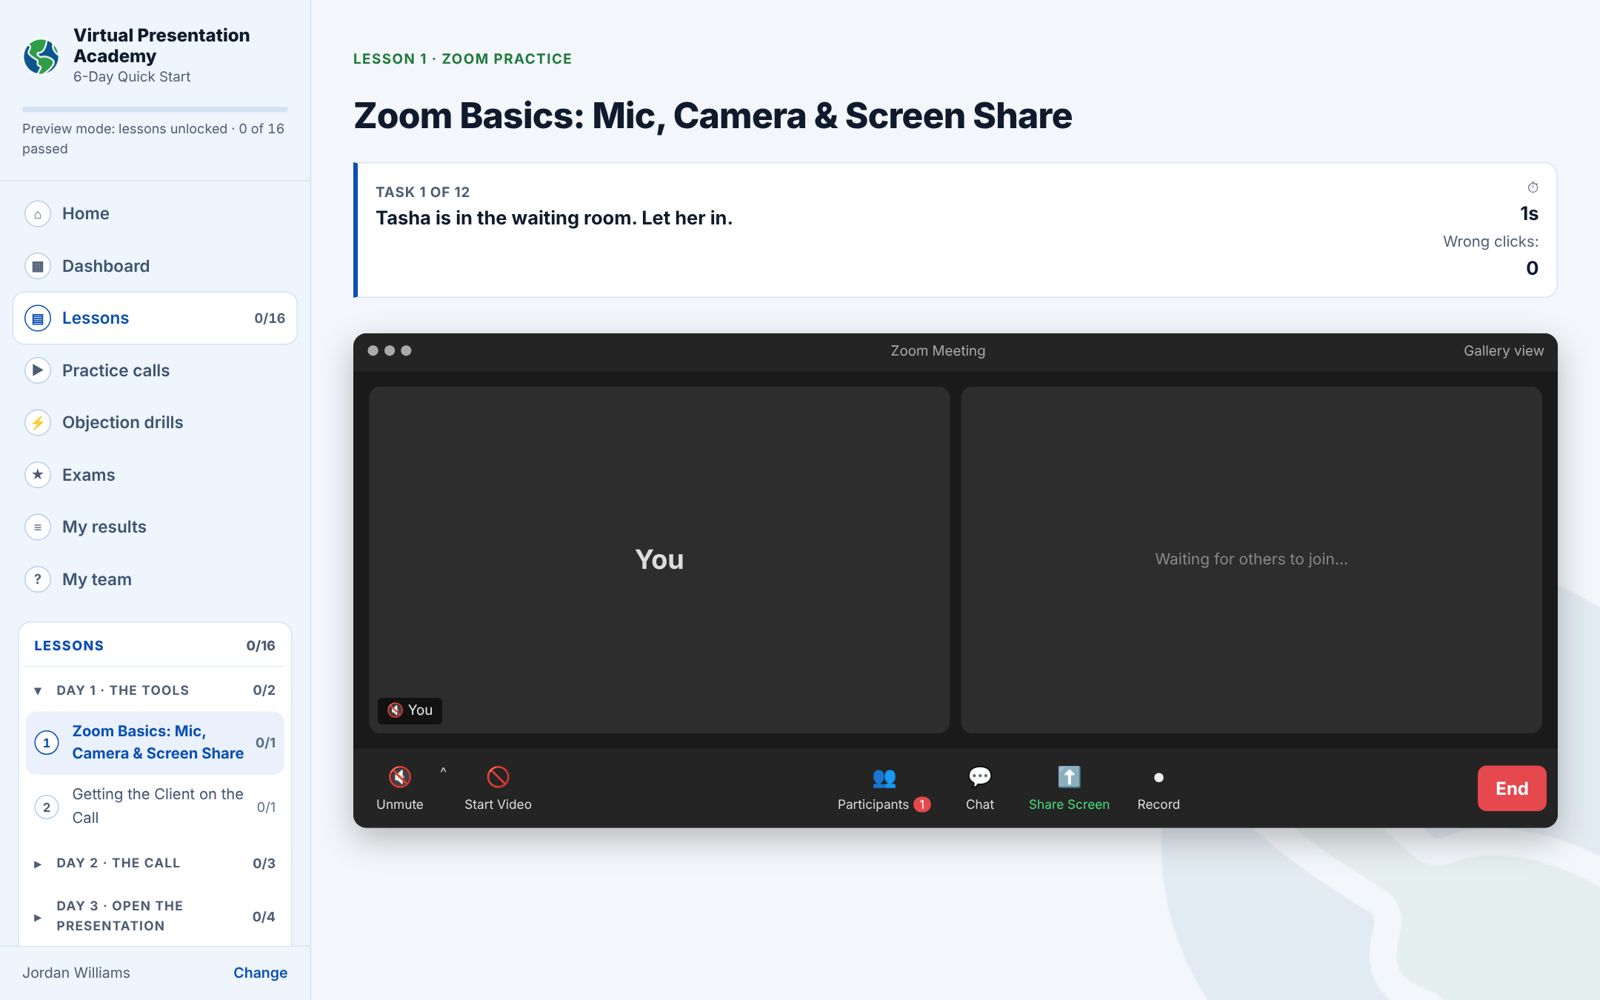 Virtual Presentation
Academy
6-Day Quick Start
Preview mode: lessons unlocked · 0 of 16
passed
Home
Dashboard
Lessons 0/16
Practice calls
Objection drills
Exams
My results
? My team
LESSONS 0/16
DAY 1 · THE TOOLS 0/2
1 Zoom Basics: Mic,
Camera & Screen Share 0/1
2 Getting the Client on the
Call 0/1
DAY 2 · THE CALL 0/3
DAY 3 · OPEN THE
PRESENTATION 0/4
Jordan Williams Change
LESSON 1 · ZOOM PRACTICE
Zoom Basics: Mic, Camera & Screen Share
TASK 1 OF 12
Tasha is in the waiting room. Let her in.
1s
Wrong clicks:
0
Zoom Meeting Gallery view
You
Waiting for others to join...
You
Unmute ^ Start Video Participants 1 Chat Share Screen Record End